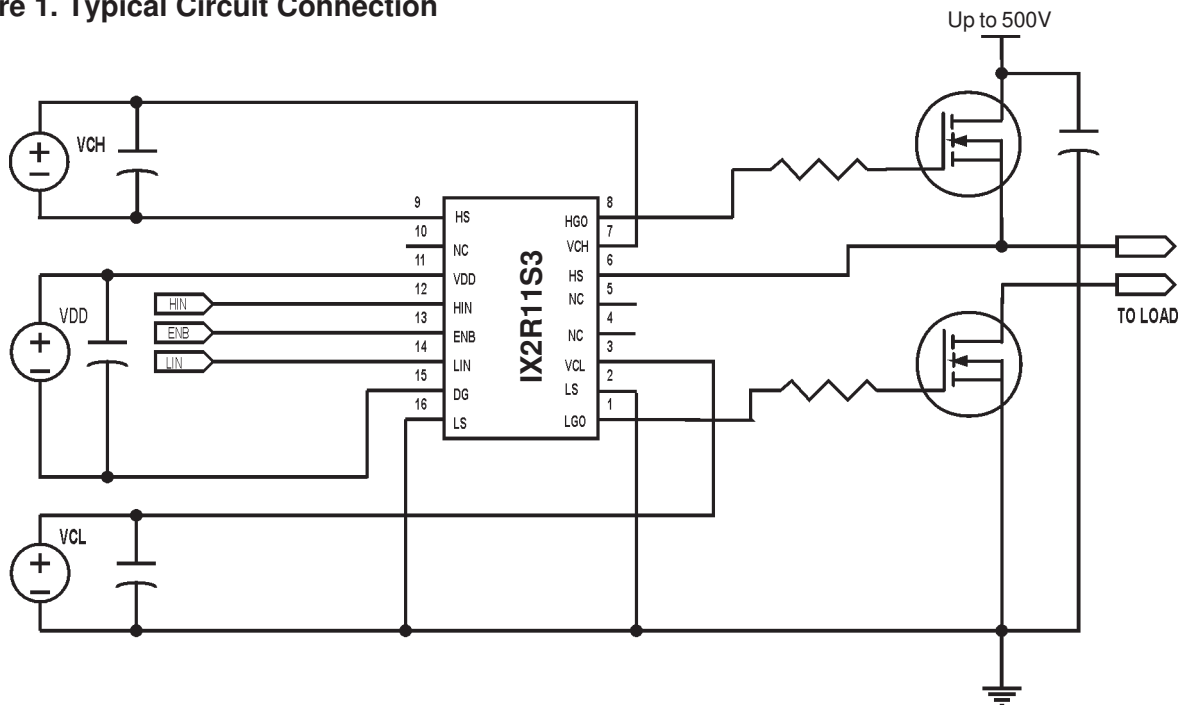 re 1. Typical Circuit Connection
Up to 500V
VCH
+
−
9
HS
10
NC
11
VDD
12
HIN
13
ENB
14
LIN
15
DG
16
LS
IX2R11S3
8
HGO
7
VCH
6
HS
5
NC
4
NC
3
VCL
2
LS
1
LGO
VDD
+
−
HIN
ENB
LIN
TO LOAD
VCL
+
−